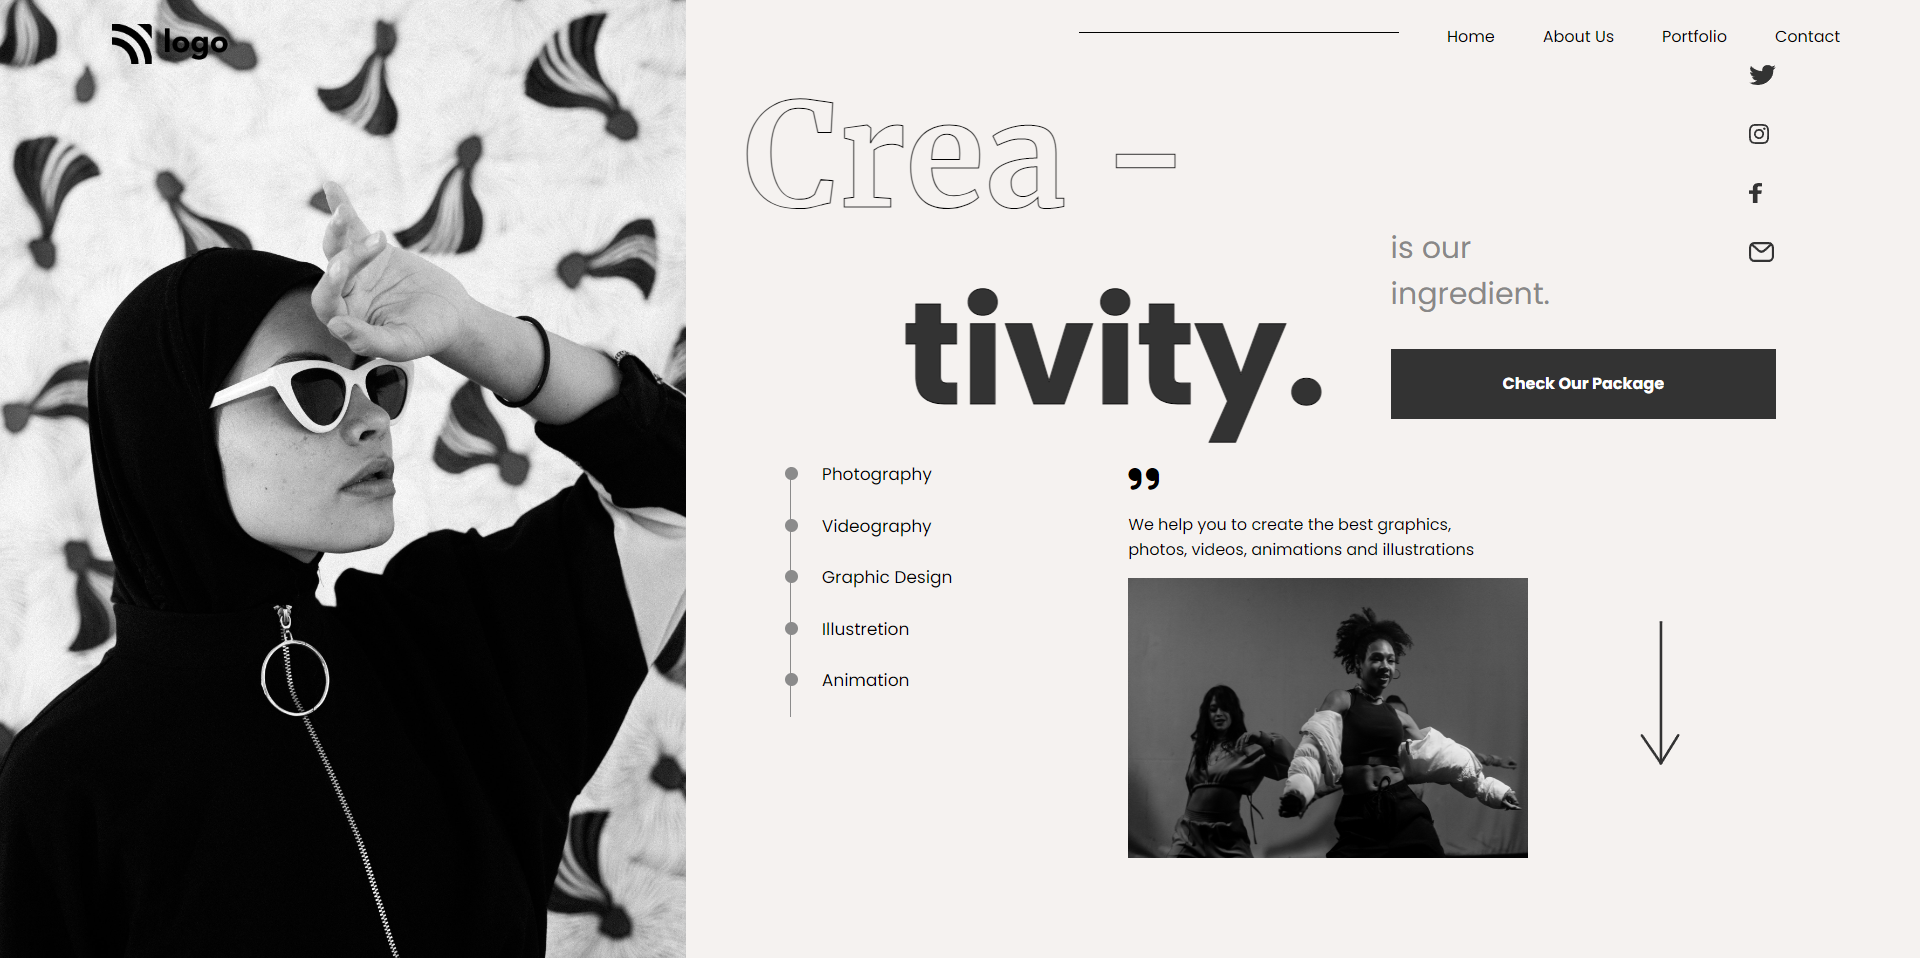 logo
Home About Us Portfolio Contact
Crea –
is our
ingredient.
tivity.
Check Our Package
Photography
Videography
Graphic Design
Illustretion
Animation
”
We help you to create the best graphics,
photos, videos, animations and illustrations